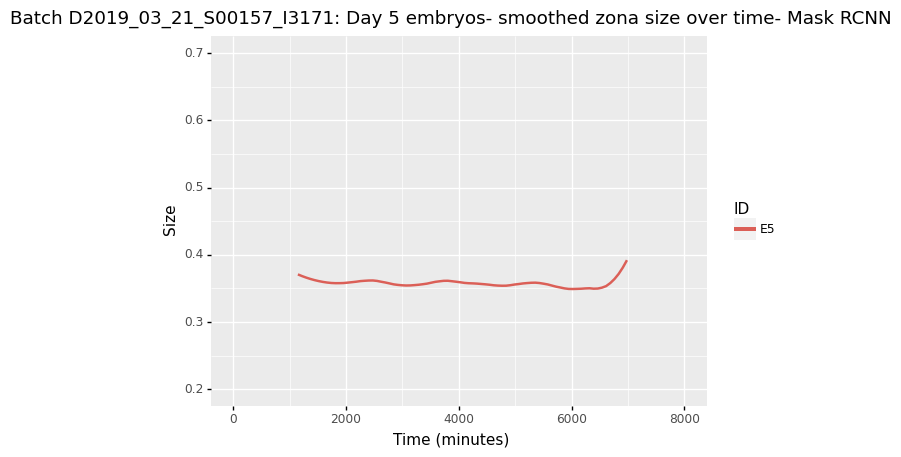 Batch D2019_03_21_S00157_I3171: Day 5 embryos- smoothed zona size over time- Mask RCNN
0.7
0.6
0.5
0.4
0.3
0.2
Size
0
2000
4000
6000
8000
Time (minutes)
ID
E5